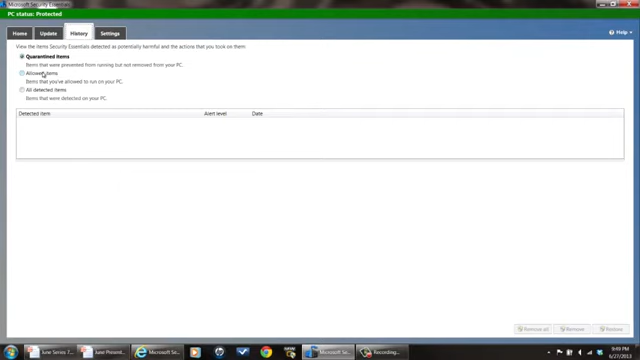 Microsoft Security Essentials
PC status: Protected
Home Update History Settings Help
View the items Security Essentials detected as potentially harmful and the actions that you took on them
Quarantined items
Items that were prevented from running but not removed from your PC.
Allowed items
Items that you've allowed to run on your PC.
All detected items
Items that were detected on your PC.
Detected item Alert level Date
Remove all Remove Restore
June Series 7... June Present... Microsoft Se... Microsoft Se... Recording... 9:49 PM
6/27/2013